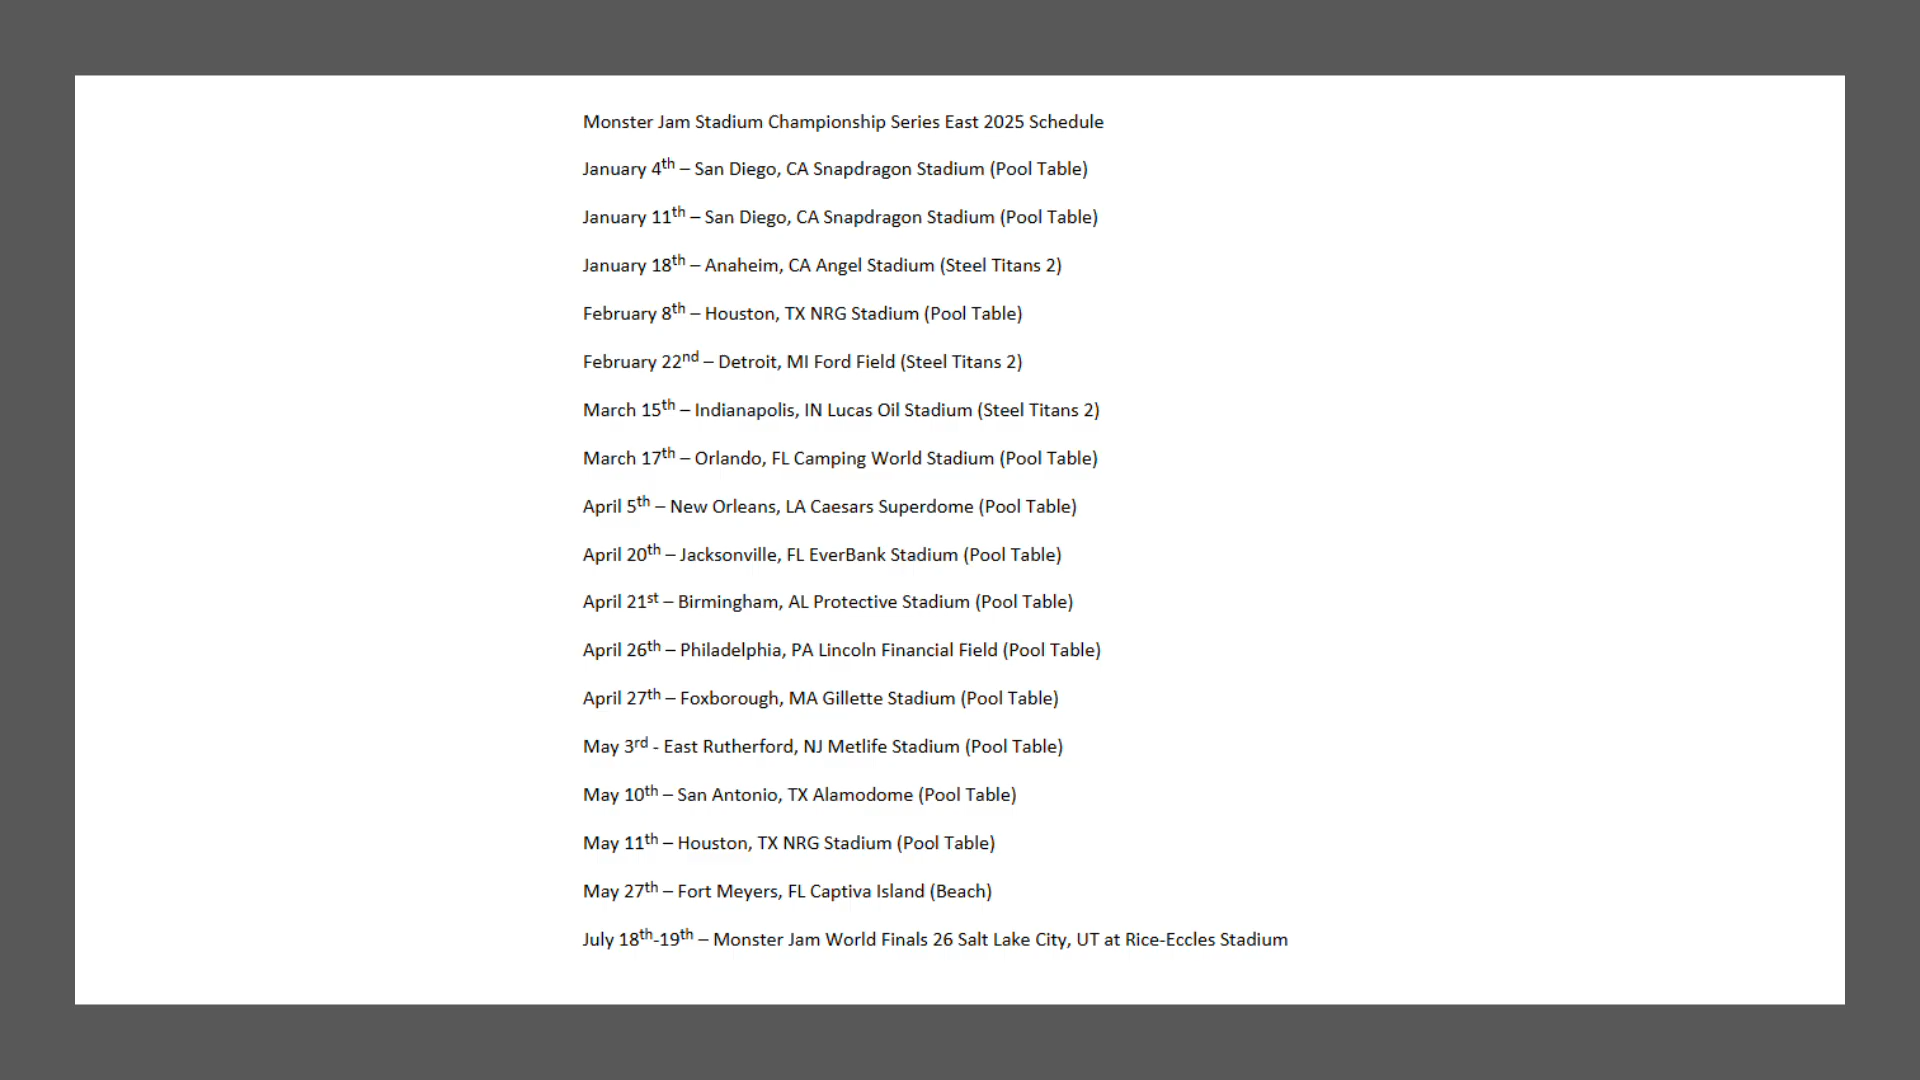 Monster Jam Stadium Championship Series East 2025 Schedule
January 4th – San Diego, CA Snapdragon Stadium (Pool Table)
January 11th – San Diego, CA Snapdragon Stadium (Pool Table)
January 18th – Anaheim, CA Angel Stadium (Steel Titans 2)
February 8th – Houston, TX NRG Stadium (Pool Table)
February 22nd – Detroit, MI Ford Field (Steel Titans 2)
March 15th – Indianapolis, IN Lucas Oil Stadium (Steel Titans 2)
March 17th – Orlando, FL Camping World Stadium (Pool Table)
April 5th – New Orleans, LA Caesars Superdome (Pool Table)
April 20th – Jacksonville, FL EverBank Stadium (Pool Table)
April 21st – Birmingham, AL Protective Stadium (Pool Table)
April 26th – Philadelphia, PA Lincoln Financial Field (Pool Table)
April 27th – Foxborough, MA Gillette Stadium (Pool Table)
May 3rd - East Rutherford, NJ Metlife Stadium (Pool Table)
May 10th – San Antonio, TX Alamodome (Pool Table)
May 11th – Houston, TX NRG Stadium (Pool Table)
May 27th – Fort Meyers, FL Captiva Island (Beach)
July 18th-19th – Monster Jam World Finals 26 Salt Lake City, UT at Rice-Eccles Stadium